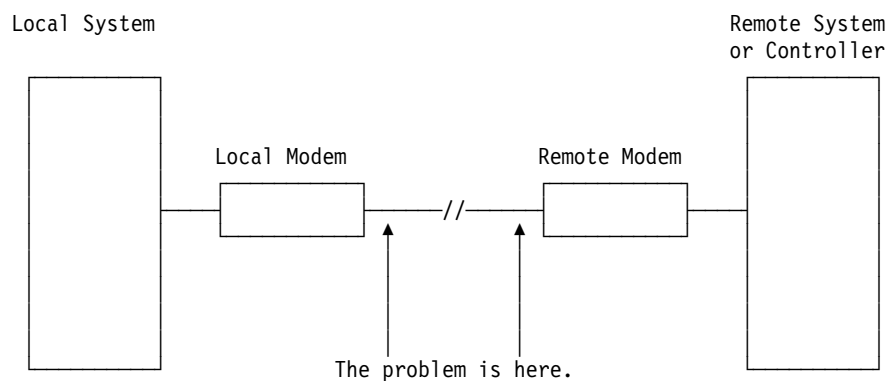 Local System
Remote System
or Controller
Local Modem
Remote Modem
//
The problem is here.